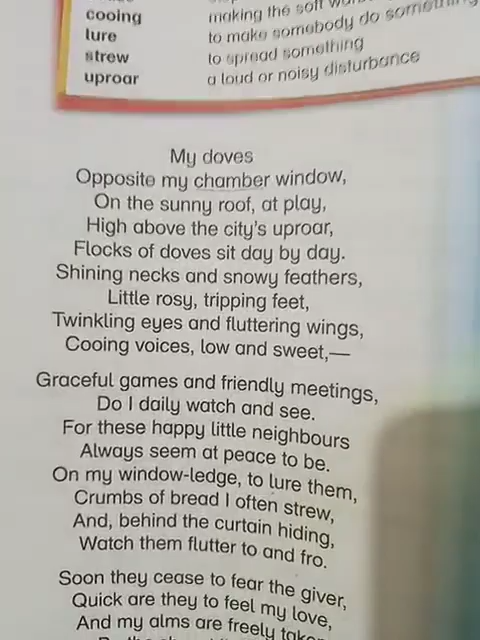 cooing making the soft
lure to make somebody do something
strew to spread something
uproar a loud or noisy disturbance
My doves
Opposite my chamber window,
On the sunny roof, at play,
High above the city's uproar,
Flocks of doves sit day by day.
Shining necks and snowy feathers,
Little rosy, tripping feet,
Twinkling eyes and fluttering wings,
Cooing voices, low and sweet,—
Graceful games and friendly meetings,
Do I daily watch and see.
For these happy little neighbours
Always seem at peace to be.
On my window-ledge, to lure them,
Crumbs of bread I often strew,
And, behind the curtain hiding,
Watch them flutter to and fro.
Soon they cease to fear the giver,
Quick are they to feel my love,
And my alms are freely